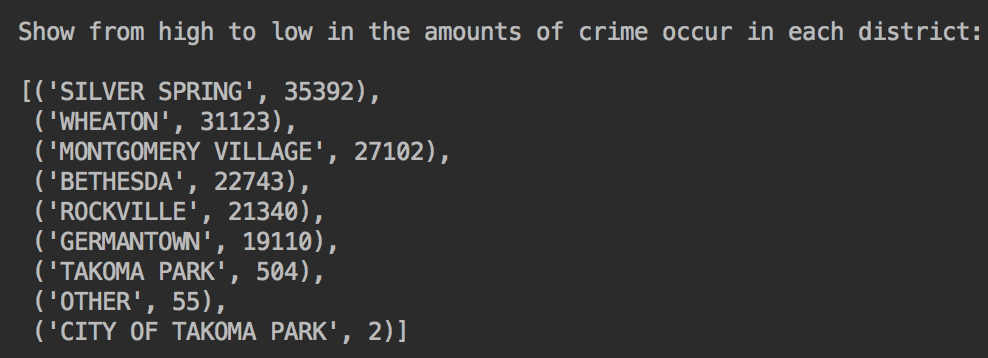 Show from high to low in the amounts of crime occur in each district:
[('SILVER SPRING', 35392),
('WHEATON', 31123),
('MONTGOMERY VILLAGE', 27102),
('BETHESDA', 22743),
('ROCKVILLE', 21340),
('GERMANTOWN', 19110),
('TAKOMA PARK', 504),
('OTHER', 55),
('CITY OF TAKOMA PARK', 2)]